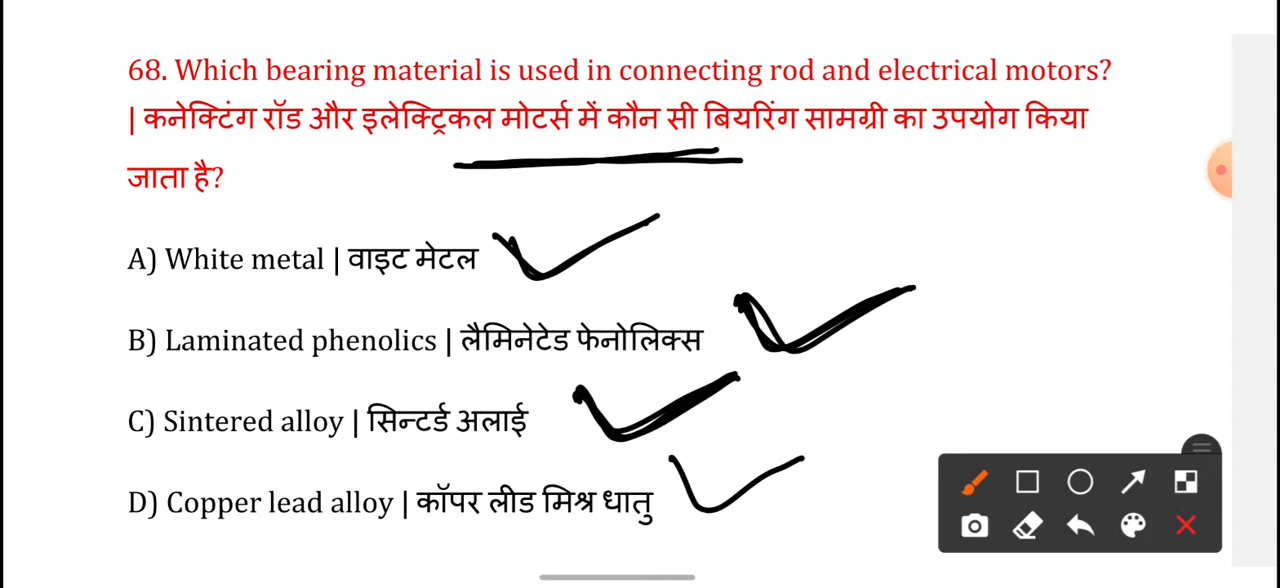 68. Which bearing material is used in connecting rod and electrical motors?
| कनेक्टिंग रॉड और इलेक्ट्रिकल मोटर्स में कौन सी बियरिंग सामग्री का उपयोग किया
जाता है?
A) White metal | वाइट मेटल
B) Laminated phenolics | लैमिनेटेड फेनोलिक्स
C) Sintered alloy | सिन्टर्ड अलाई
D) Copper lead alloy | कॉपर लीड मिश्र धातु